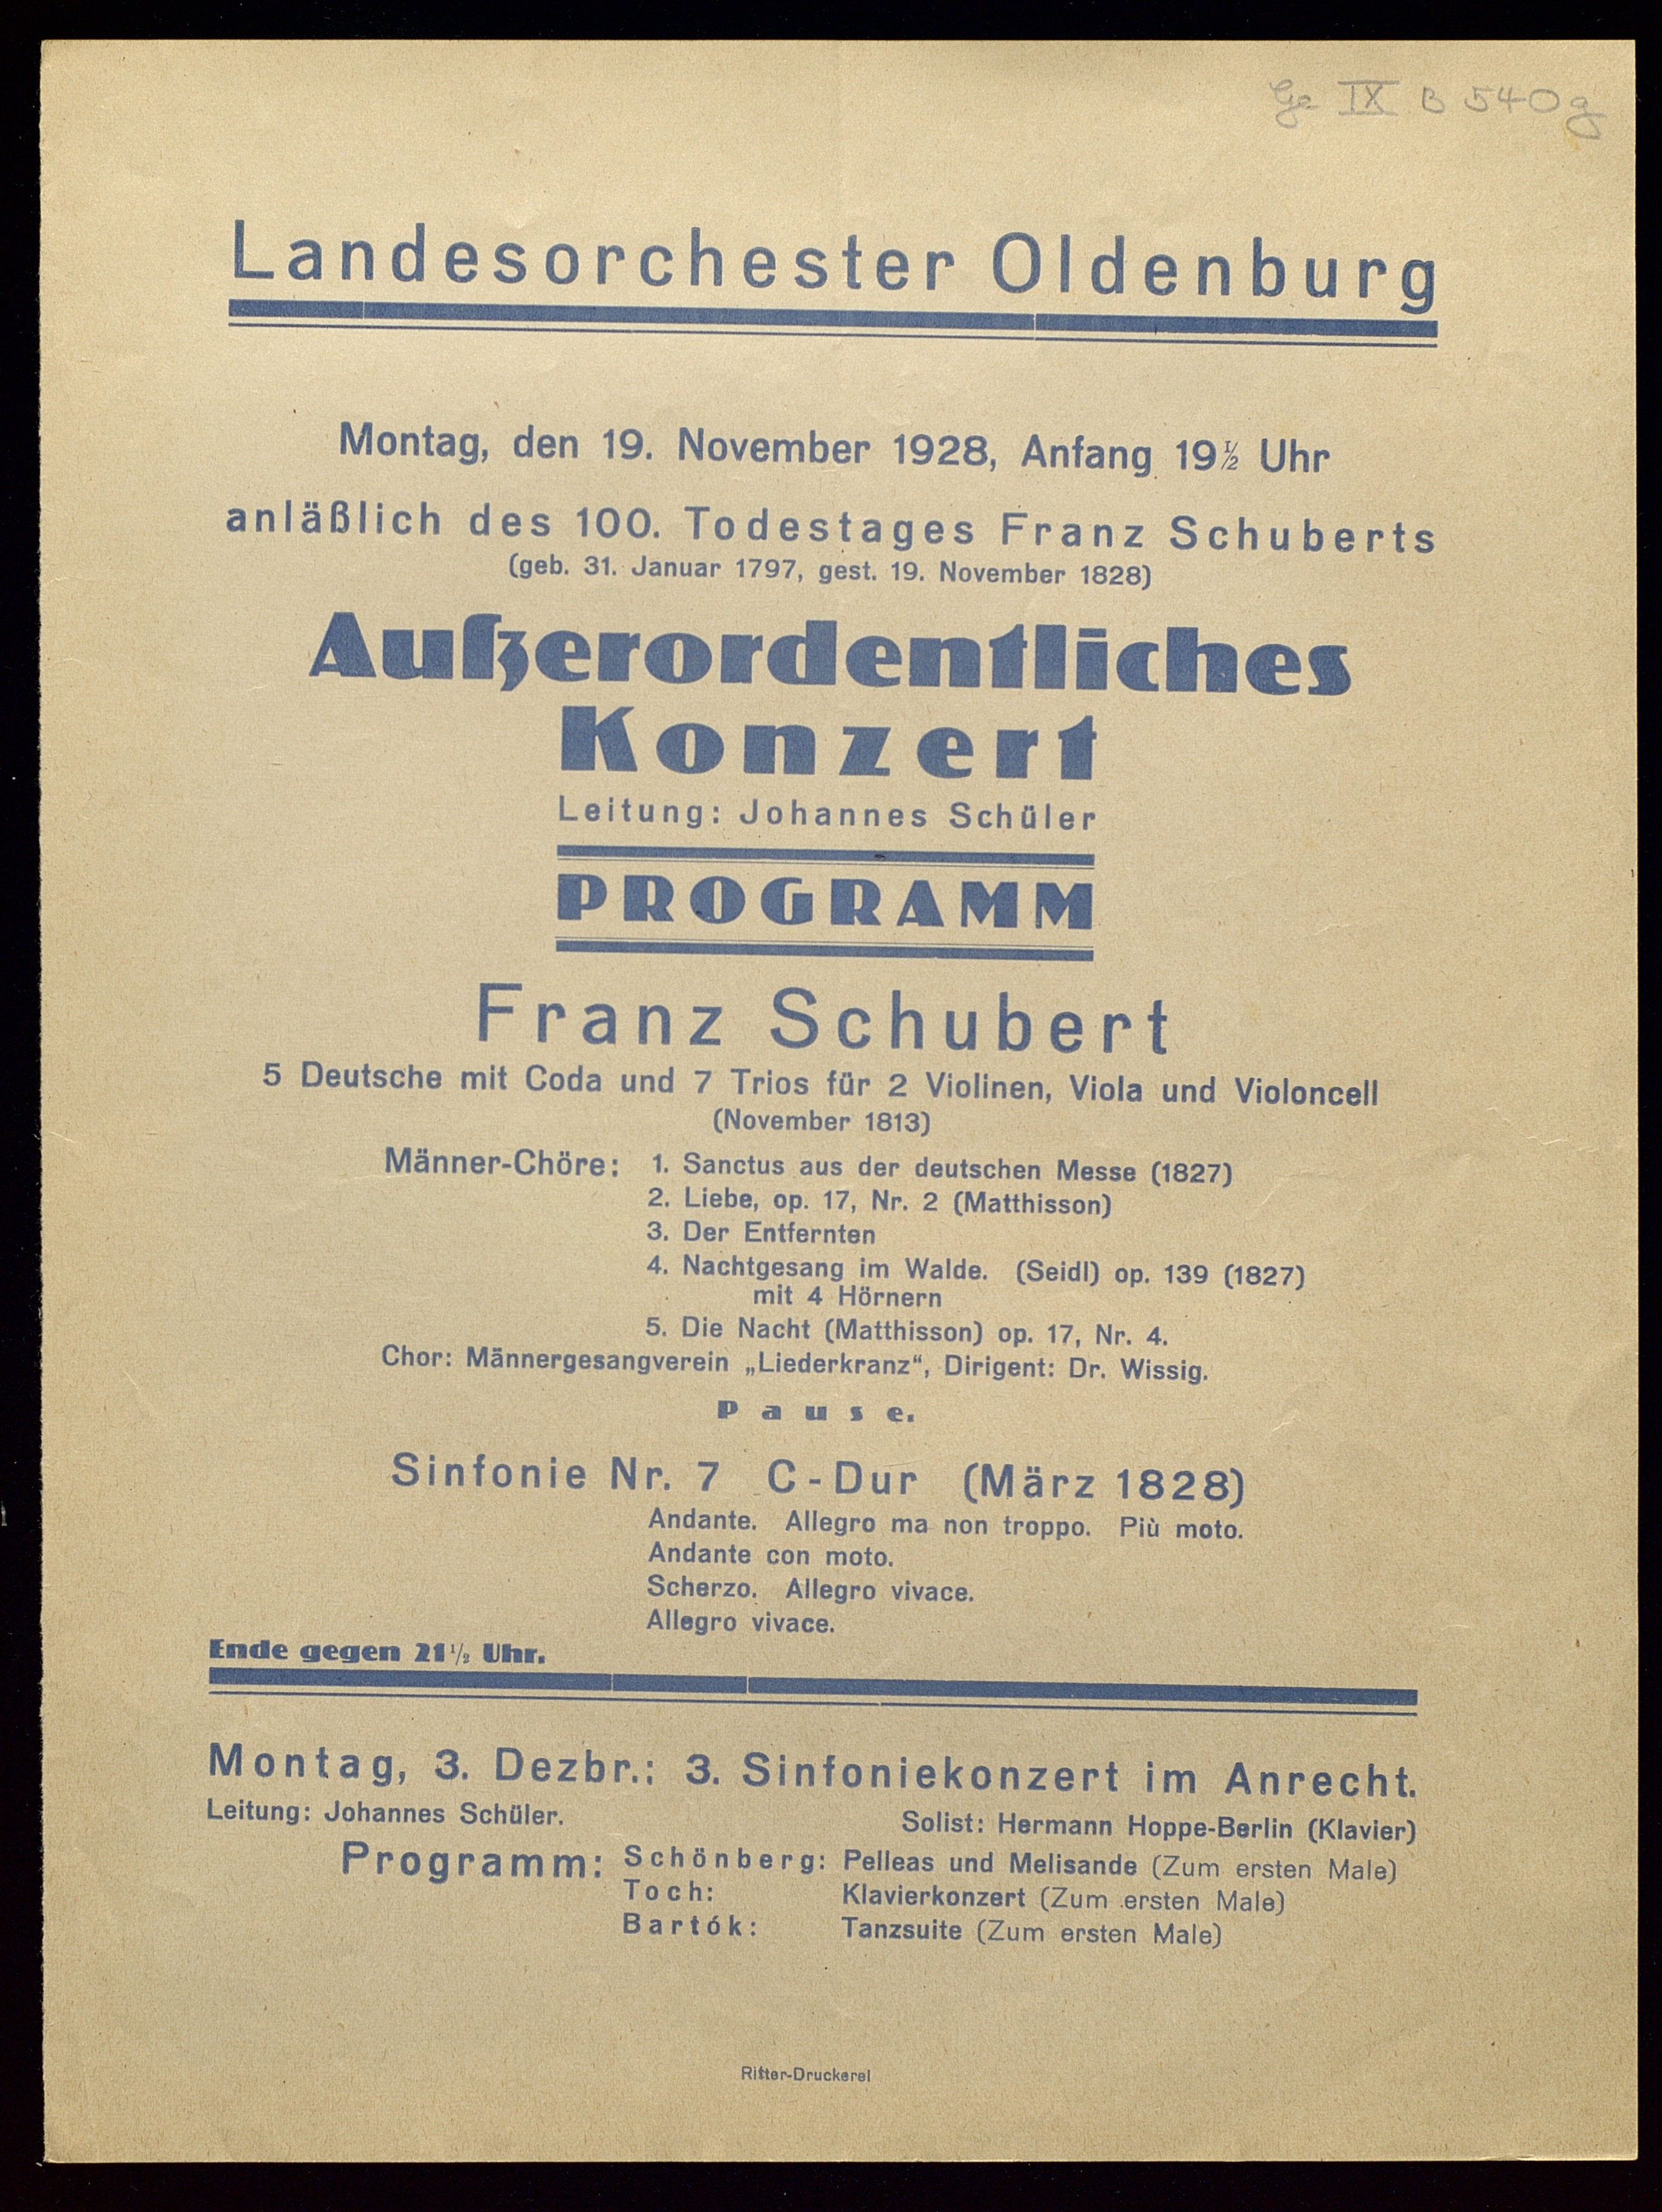 Ge IX B 540g
Landesorchester Oldenburg
Montag, den 19. November 1928, Anfang 19½ Uhr
anläßlich des 100. Todestages Franz Schuberts
(geb. 31. Januar 1797, gest. 19. November 1828)
Außerordentliches
Konzert
Leitung: Johannes Schüler
PROGRAMM
Franz Schubert
5 Deutsche mit Coda und 7 Trios für 2 Violinen, Viola und Violoncell
(November 1813)
Männer-Chöre: 1. Sanctus aus der deutschen Messe (1827)
2. Liebe, op. 17, Nr. 2 (Matthisson)
3. Der Entfernten
4. Nachtgesang im Walde. (Seidl) op. 139 (1827)
mit 4 Hörnern
5. Die Nacht (Matthisson) op. 17, Nr. 4.
Chor: Männergesangverein „Liederkranz“, Dirigent: Dr. Wissig.
Pause.
Sinfonie Nr. 7 C-Dur (März 1828)
Andante. Allegro ma non troppo. Più moto.
Andante con moto.
Scherzo. Allegro vivace.
Allegro vivace.
Ende gegen 21½ Uhr.
Montag, 3. Dezbr.: 3. Sinfoniekonzert im Anrecht.
Leitung: Johannes Schüler. Solist: Hermann Hoppe-Berlin (Klavier)
Programm: Schönberg: Pelleas und Melisande (Zum ersten Male)
Toch: Klavierkonzert (Zum ersten Male)
Bartók: Tanzsuite (Zum ersten Male)
Ritter-Druckerei